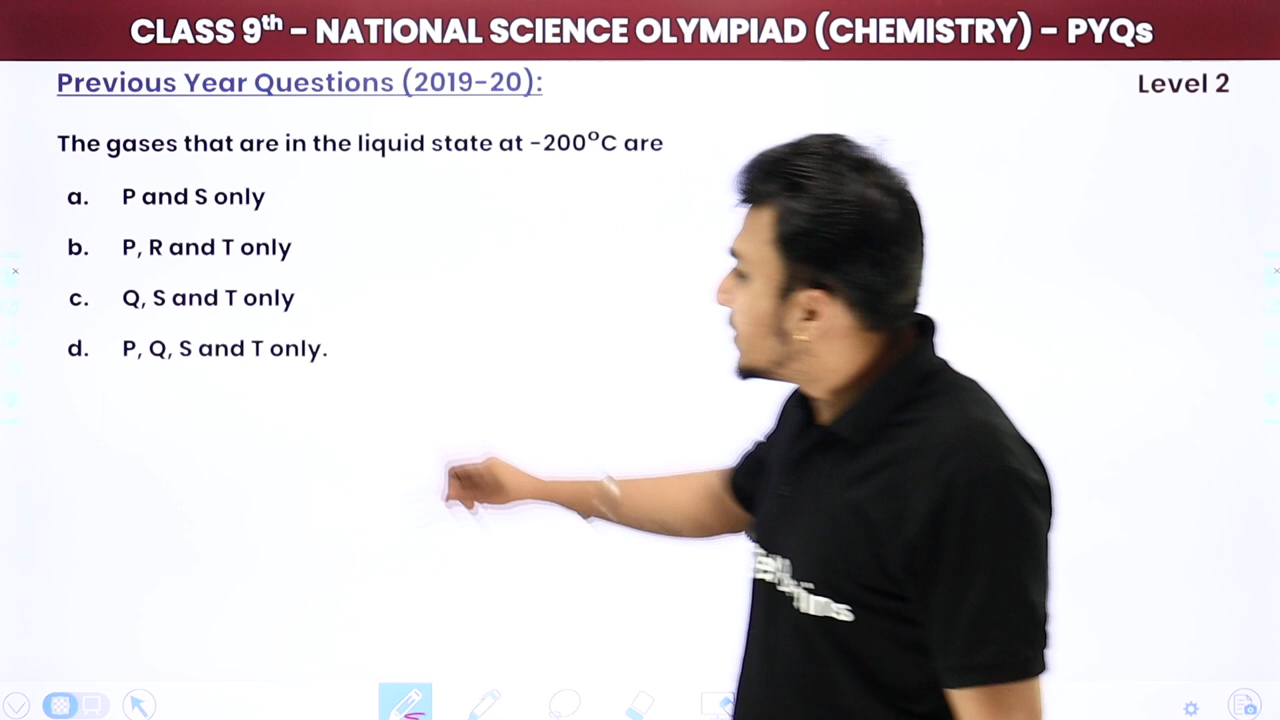 CLASS 9th – NATIONAL SCIENCE OLYMPIAD (CHEMISTRY) – PYQs
Previous Year Questions (2019-20):
Level 2
The gases that are in the liquid state at -200°C are
a. P and S only
b. P, R and T only
c. Q, S and T only
d. P, Q, S and T only.